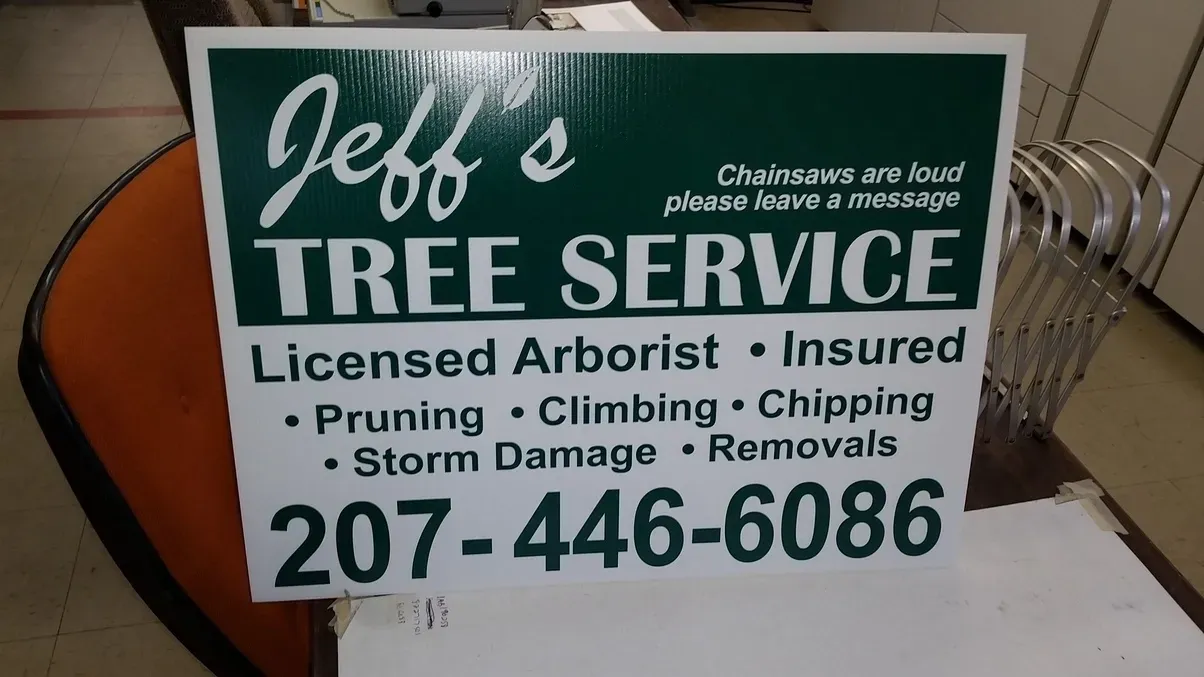 Jeff's
Chainsaws are loud
please leave a message
TREE SERVICE
Licensed Arborist • Insured
• Pruning • Climbing • Chipping
• Storm Damage • Removals
207-446-6086